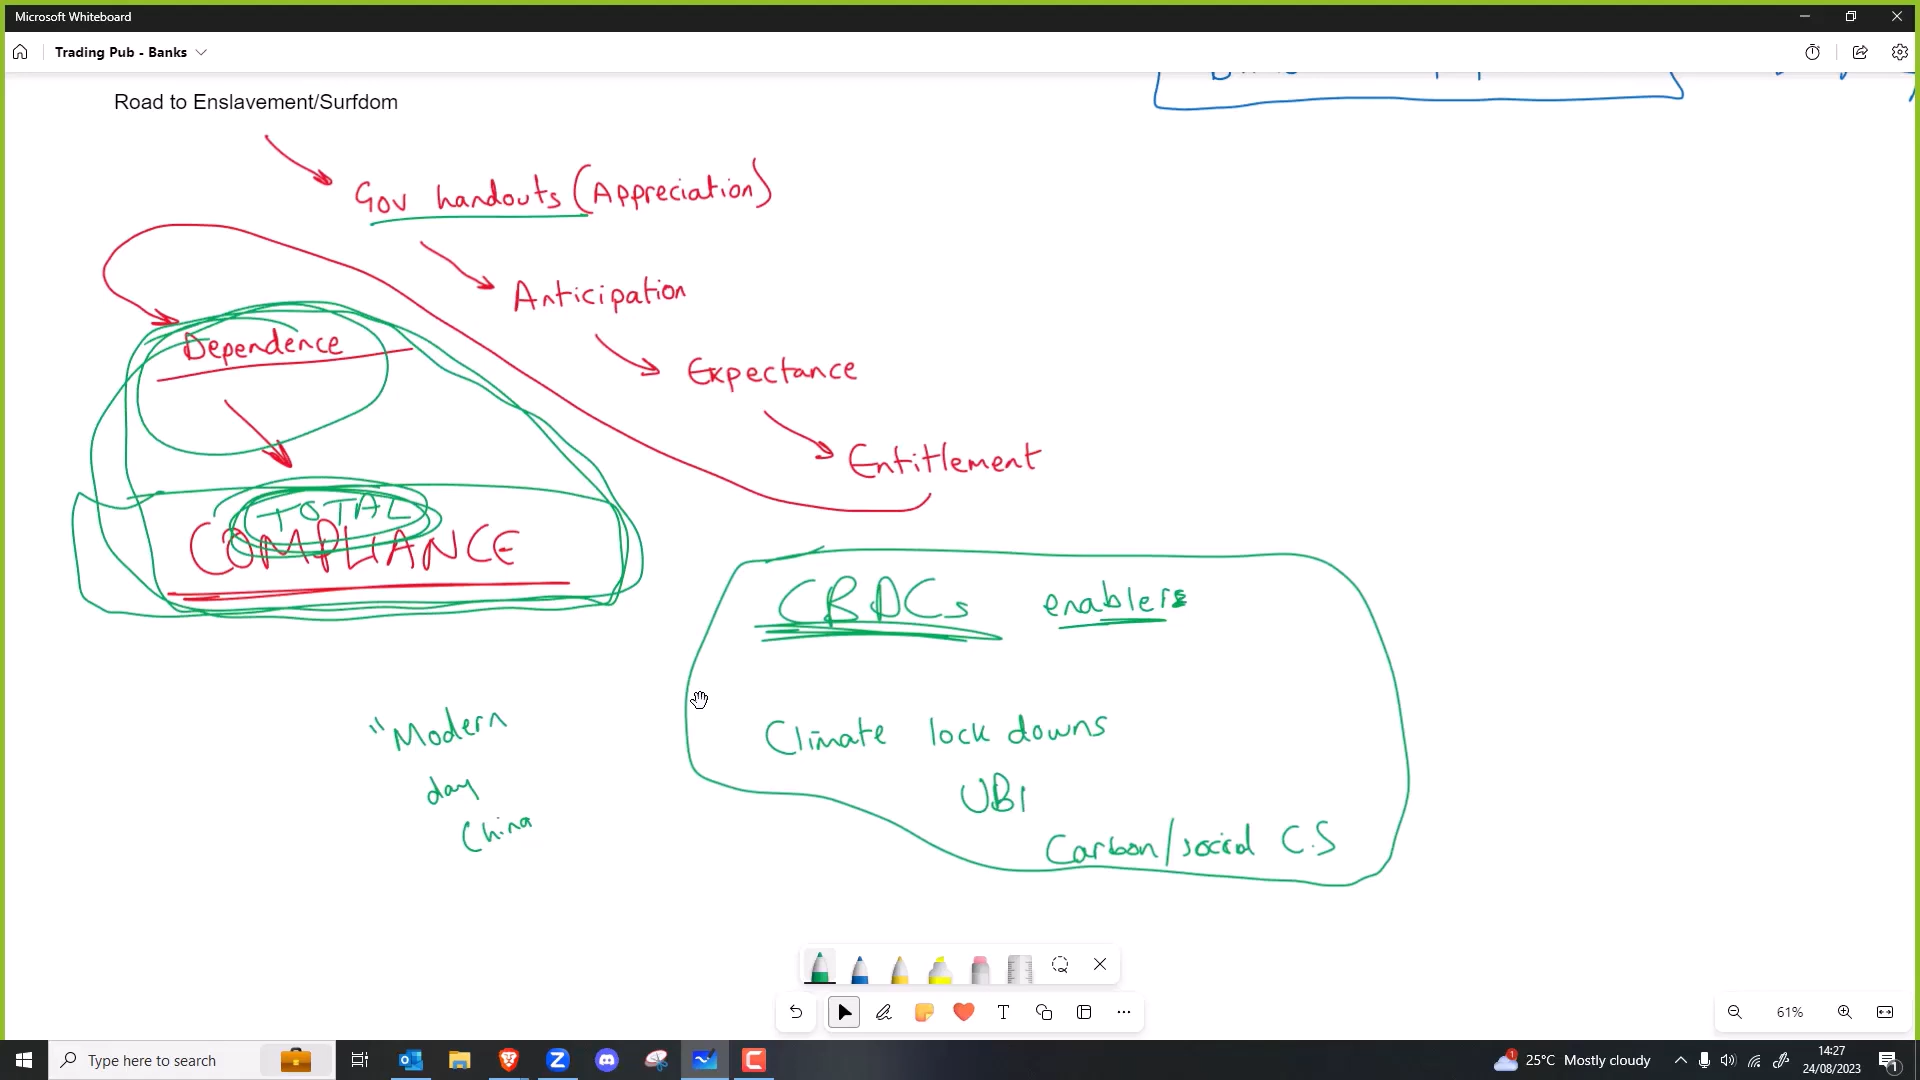 Microsoft Whiteboard
Trading Pub - Banks
Road to Enslavement/Surfdom
Gov handouts (Appreciation)
Anticipation
Dependence
Expectance
Entitlement
TOTAL
COMPLIANCE
CBDCs enablers
"Modern
day
China
Climate lock downs
UBI
Carbon/social C.S
T
61%
Type here to search
25°C Mostly cloudy
14:27
24/08/2023